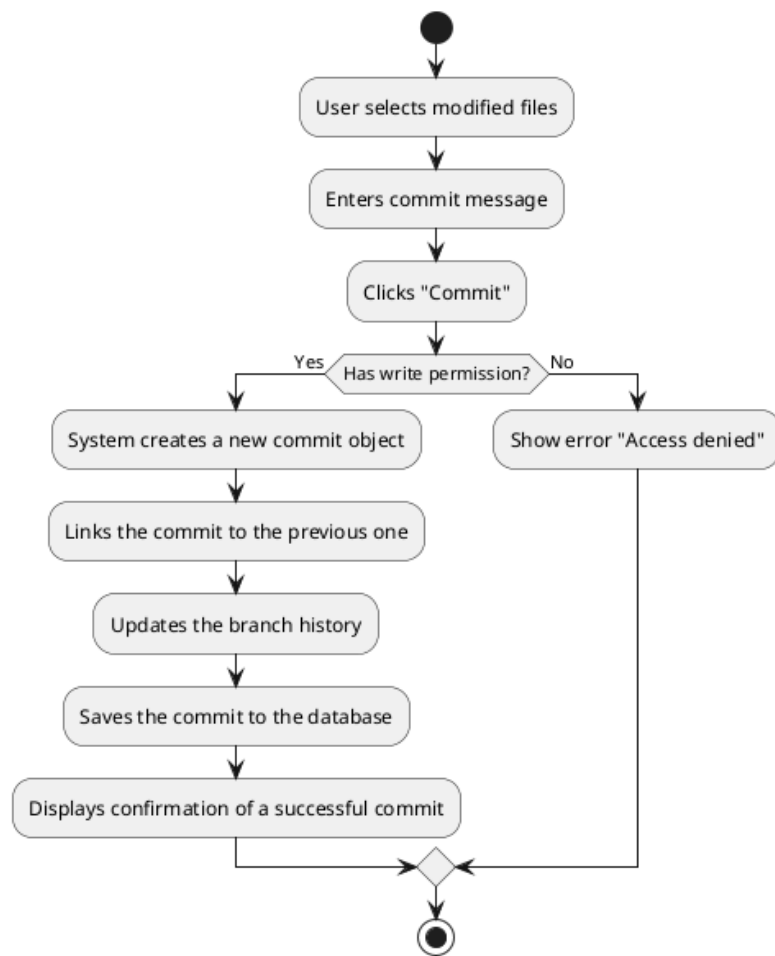 User selects modified files
Enters commit message
Clicks "Commit"
Yes
Has write permission?
No
System creates a new commit object
Show error "Access denied"
Links the commit to the previous one
Updates the branch history
Saves the commit to the database
Displays confirmation of a successful commit